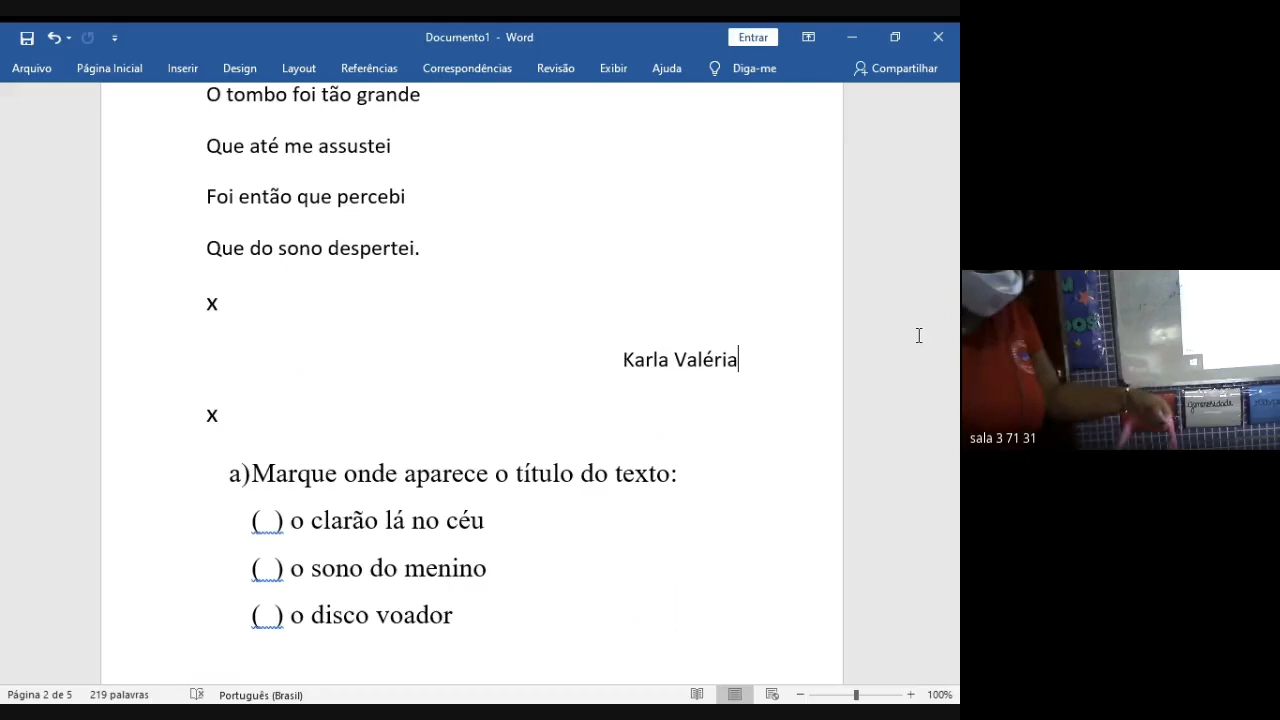 Documento1 - Word
Entrar
Arquivo Página Inicial Inserir Design Layout Referências Correspondências Revisão Exibir Ajuda Diga-me Compartilhar
O tombo foi tão grande
Que até me assustei
Foi então que percebi
Que do sono despertei.
x
Karla Valéria
x
a)Marque onde aparece o título do texto:
( ) o clarão lá no céu
( ) o sono do menino
( ) o disco voador
Página 2 de 5 219 palavras Português (Brasil) 100%
generosidade
sala 3 71 31